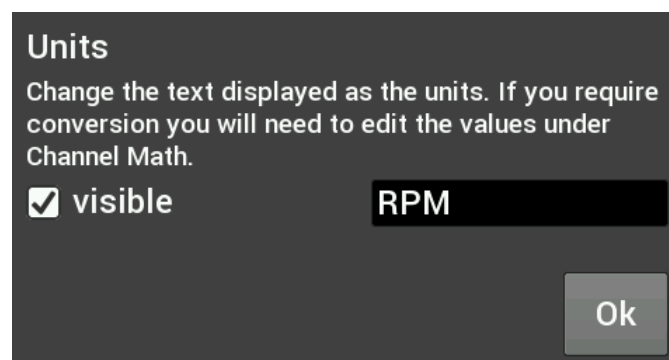 Units
Change the text displayed as the units. If you require
conversion you will need to edit the values under
Channel Math.
visible
RPM
Ok